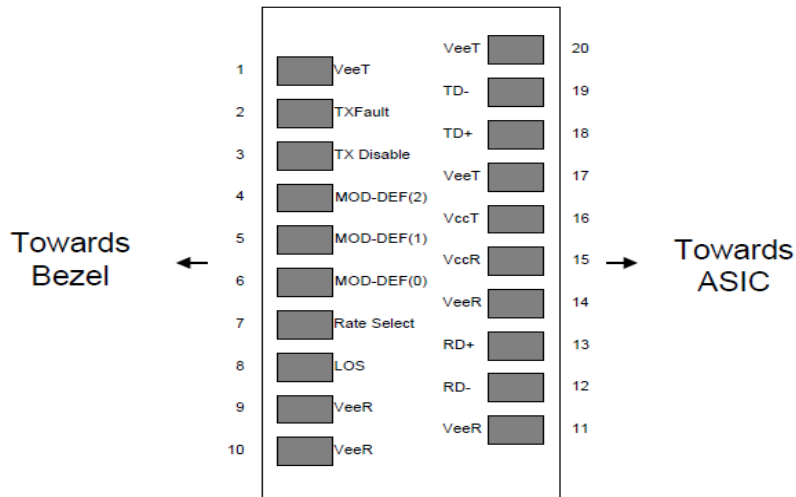 Towards
Bezel
1 VeeT
2 TXFault
3 TX Disable
4 MOD-DEF(2)
5 MOD-DEF(1)
6 MOD-DEF(0)
7 Rate Select
8 LOS
9 VeeR
10 VeeR
VeeT 20
TD- 19
TD+ 18
VeeT 17
VccT 16
VccR 15
VeeR 14
RD+ 13
RD- 12
VeeR 11
Towards
ASIC